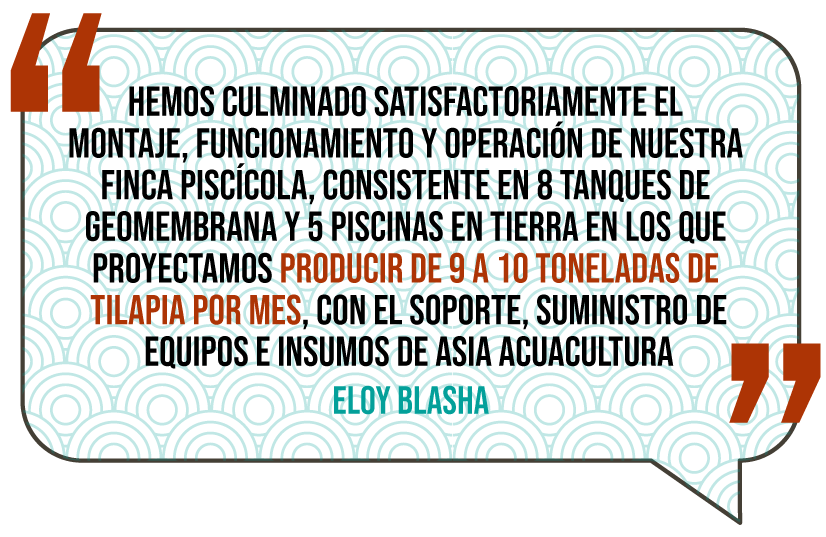 “
HEMOS CULMINADO SATISFACTORIAMENTE EL
MONTAJE, FUNCIONAMIENTO Y OPERACIÓN DE NUESTRA
FINCA PISCÍCOLA, CONSISTENTE EN 8 TANQUES DE
GEOMEMBRANA Y 5 PISCINAS EN TIERRA EN LOS QUE
PROYECTAMOS PRODUCIR DE 9 A 10 TONELADAS DE
TILAPIA POR MES, CON EL SOPORTE, SUMINISTRO DE
EQUIPOS E INSUMOS DE ASIA ACUACULTURA
”
ELOY BLASHA